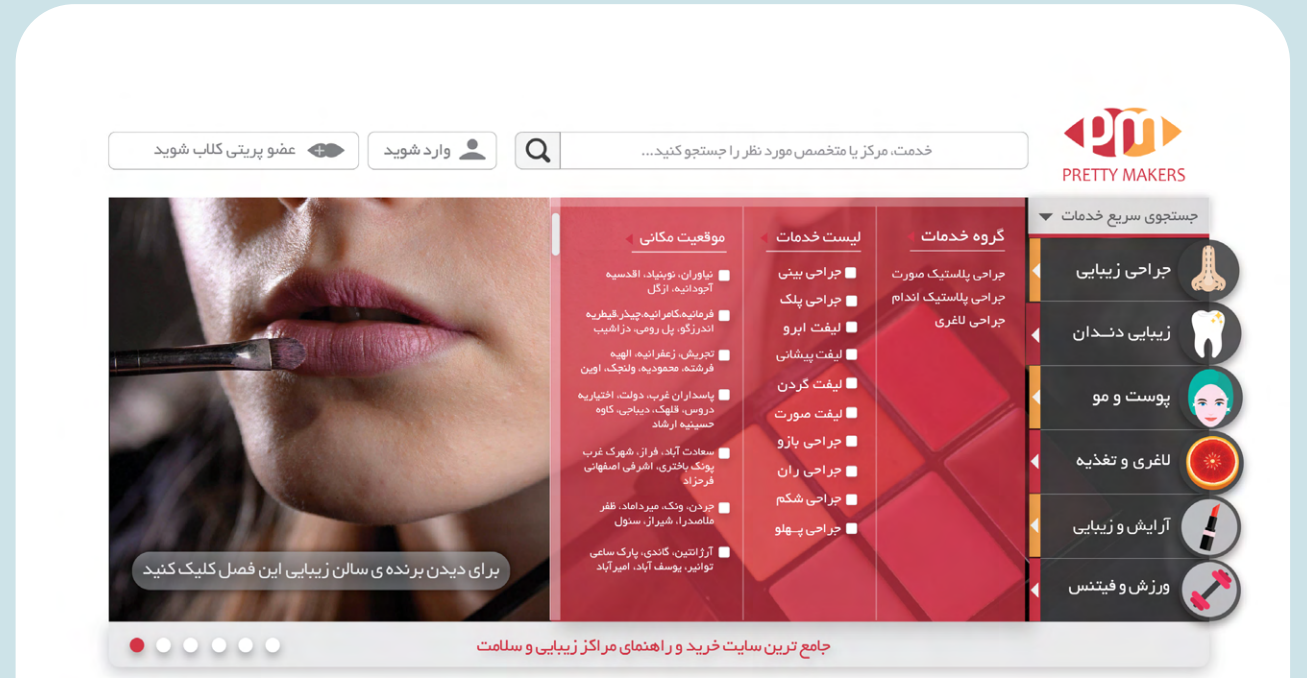 PRETTY MAKERS
خدمت، مرکز یا متخصص مورد نظر را جستجو کنید...
وارد شوید
عضو پریتی کلاب شوید
جستجوی سریع خدمات
جراحی زیبایی
زیبایی دنــدان
پوست و مو
لاغری و تغذیه
آرایش و زیبایی
ورزش و فیتنس
گروه خدمات
جراحی پلاستیک صورت
جراحی پلاستیک اندام
جراحی لاغری
لیست خدمات
جراحی بینی
جراحی پلک
لیفت ابرو
لیفت پیشانی
لیفت گردن
لیفت صورت
جراحی بازو
جراحی ران
جراحی شکم
جراحی پــهلو
موقعیت مکانی
نیاوران، نوبنیاد، اقدسیه
آجودانیه، ازگل
فرمانیه،کامرانیه،چیذر،قیطریه
اندرزگو، پل رومی، دزاشیب
تجریش، زعفرانیه، الهیه
فرشته، محمودیه، ولنجک، اوین
پاسداران غرب، دولت، اختیاریه
دروس، قلهک، دیباجی، کاوه
حسینیه ارشاد
سعادت آباد، فراز، شهرک غرب
پونک باختری، اشرفی اصفهانی
فرحزاد
جردن، ونک، میرداماد، ظفر
ملاصدرا، شیراز، سئول
آرژانتین، گاندی، پارک ساعی
توانیر، یوسف آباد، امیرآباد
برای دیدن برنده ی سالن زیبایی این فصل کلیک کنید
جامع ترین سایت خرید و راهنمای مراکز زیبایی و سلامت